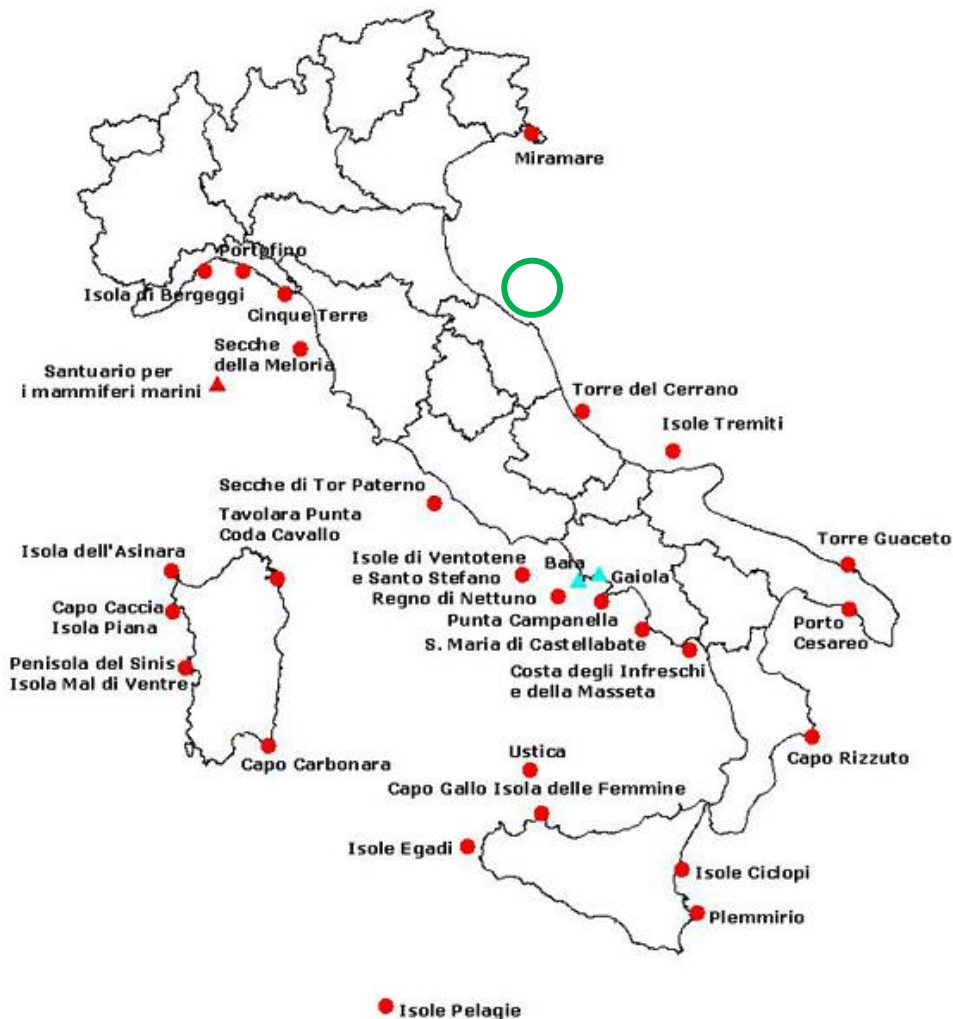 Miramare
Portofino
Isola di Bergeggi
Cinque Terre
Secche
della Meloria
Santuario per
i mammiferi marini
Torre del Cerrano
Isole Tremiti
Secche di Tor Paterno
Tavolara Punta
Coda Cavallo
Isola dell'Asinara
Isole di Ventotene
e Santo Stefano
Baia
Gaiola
Torre Guaceto
Regno di Nettuno
Capo Caccia
Isola Piana
Punta Campanella
Porto
Cesareo
S. Maria di Castellabate
Penisola del Sinis
Isola Mal di Ventre
Costa degli Infreschi
e della Masseta
Capo Carbonara
Ustica
Capo Rizzuto
Capo Gallo Isola delle Femmine
Isole Egadi
Isole Ciclopi
Plemmirio
Isole Pelagie